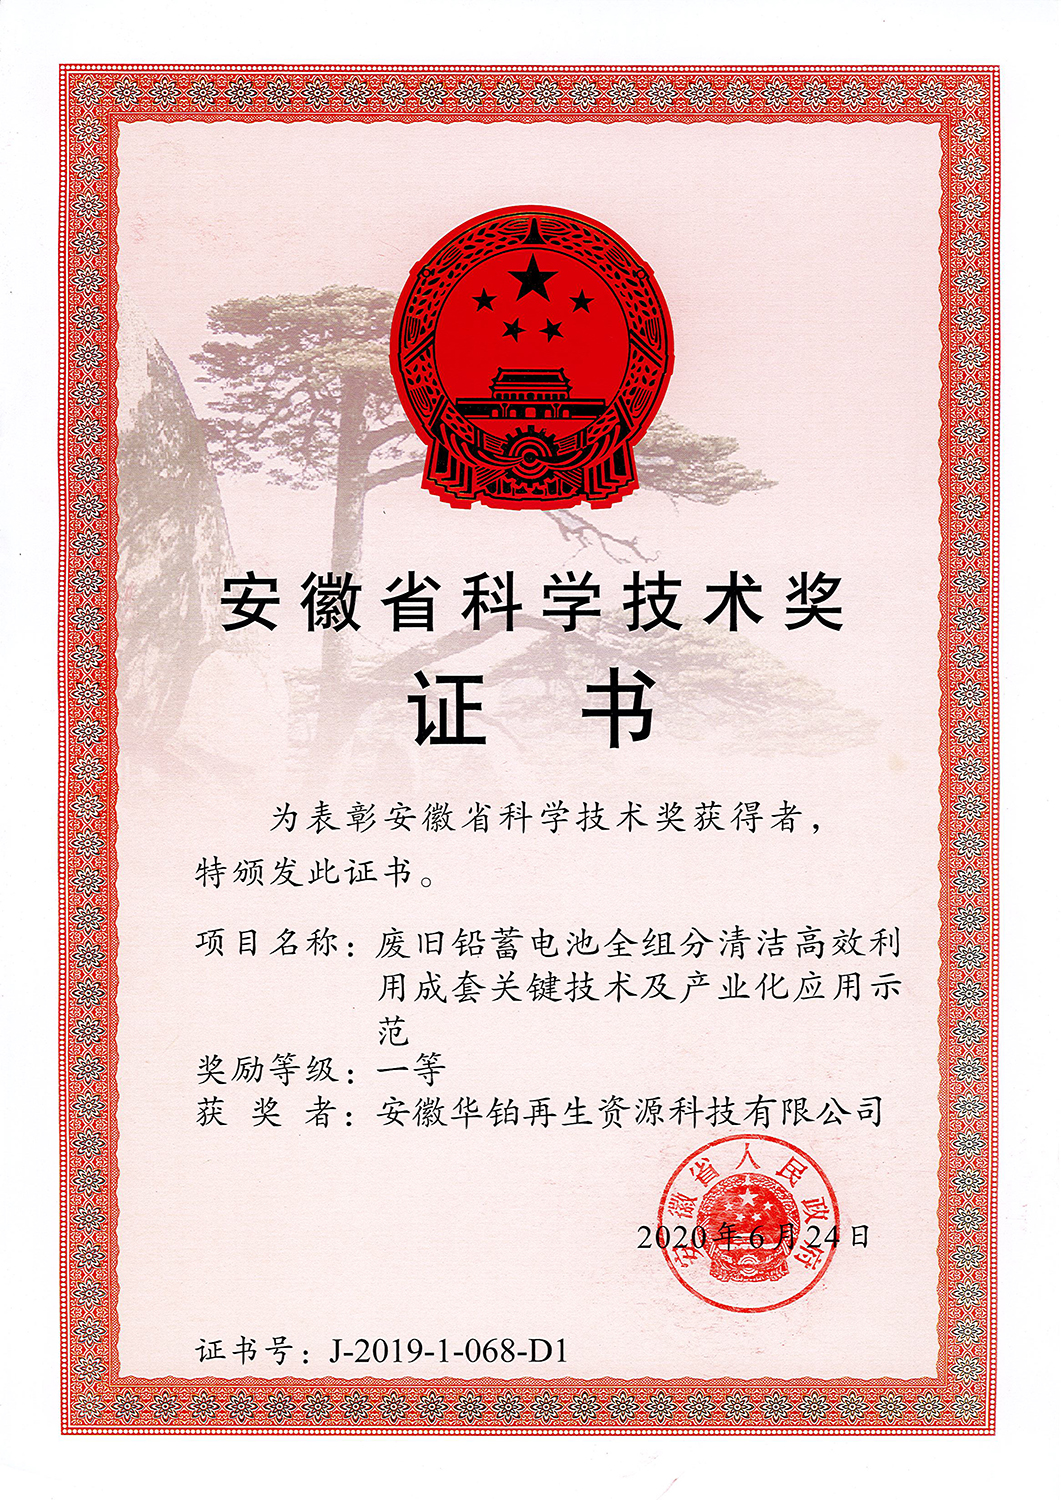 安徽省科学技术奖
证书
为表彰安徽省科学技术奖获得者，
特颁发此证书。
项目名称：废旧铅蓄电池全组分清洁高效利
用成套关键技术及产业化应用示
范
奖励等级：一等
获奖者：安徽华铂再生资源科技有限公司
安徽省人民政府
2020年6月24日
证书号：J-2019-1-068-D1